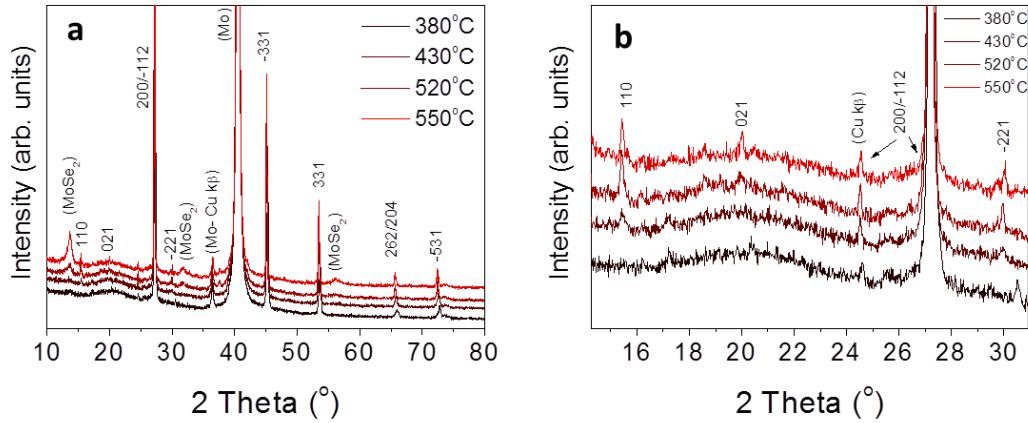 a
Intensity (arb. units)
(MoSe2)
110
021
200/-112
-221
(MoSe2)
(Mo- Cu kβ)
(Mo)
-331
331
(MoSe2)
262/204
-531
380°C
430°C
520°C
550°C
10 20 30 40 50 60 70 80
2 Theta (°)
b
Intensity (arb. units)
110
021
(Cu kβ)
200/-112
-221
380°C
430°C
520°C
550°C
16 18 20 22 24 26 28 30
2 Theta (°)